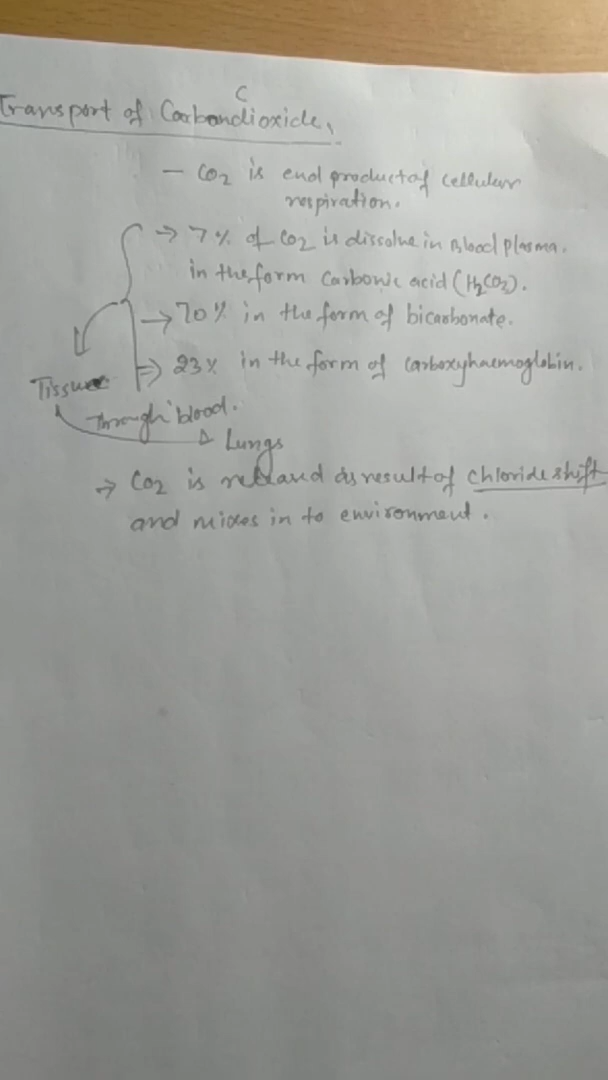 C
Transport of Carbondioxide,
- CO2 is end product of cellular
respiration.
→ 7% of CO2 is dissolve in Blood plasma.
in the form Carbonic acid (H2CO3).
→ 70% in the form of bicarbonate.
→ 23% in the form of carboxyhaemoglobin.
Tissue
Through blood.
Lungs
→ CO2 is as result of chloride shift
and mixes in to environment.